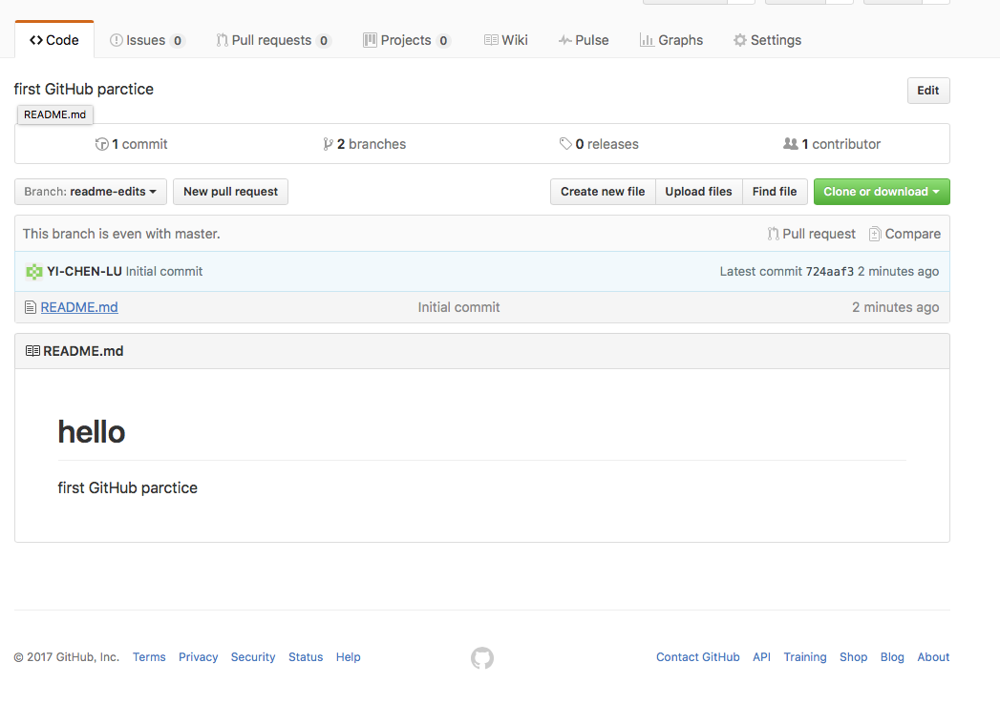 Code Issues 0 Pull requests 0 Projects 0 Wiki Pulse Graphs Settings
first GitHub parctice Edit
README.md
1 commit 2 branches 0 releases 1 contributor
Branch: readme-edits New pull request Create new file Upload files Find file Clone or download
This branch is even with master. Pull request Compare
YI-CHEN-LU Initial commit Latest commit 724aaf3 2 minutes ago
README.md Initial commit 2 minutes ago
README.md
hello
first GitHub parctice
© 2017 GitHub, Inc. Terms Privacy Security Status Help Contact GitHub API Training Shop Blog About